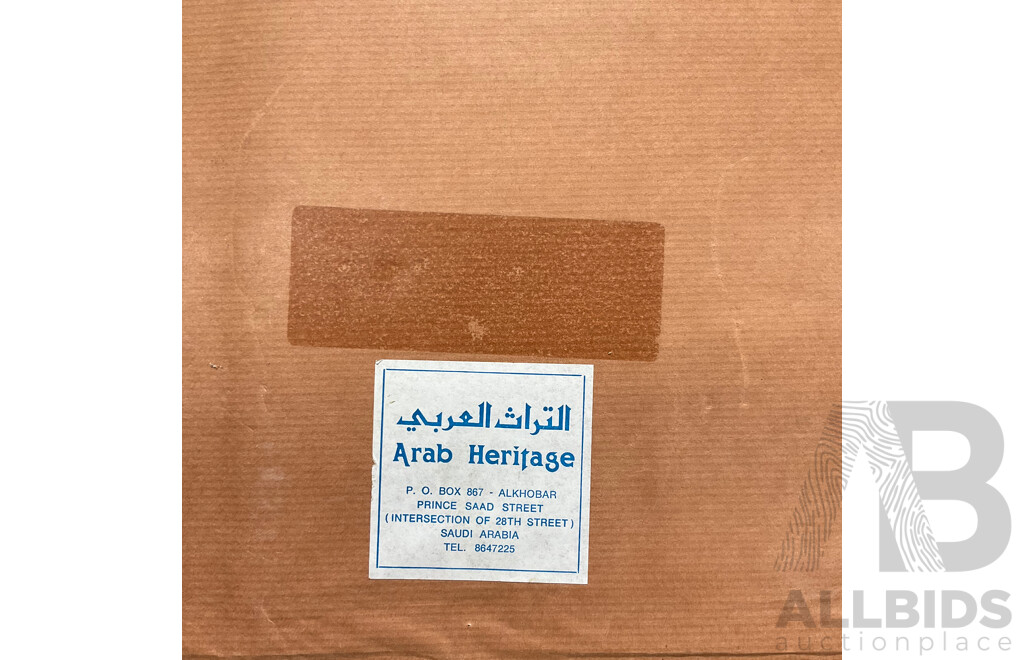 التراث العربي
Arab Heritage
P. O. BOX 867 - ALKHOBAR
PRINCE SAAD STREET
( INTERSECTION OF 28TH STREET )
SAUDI ARABIA
TEL. 8647225
AB
ALLBIDS
auctionplace